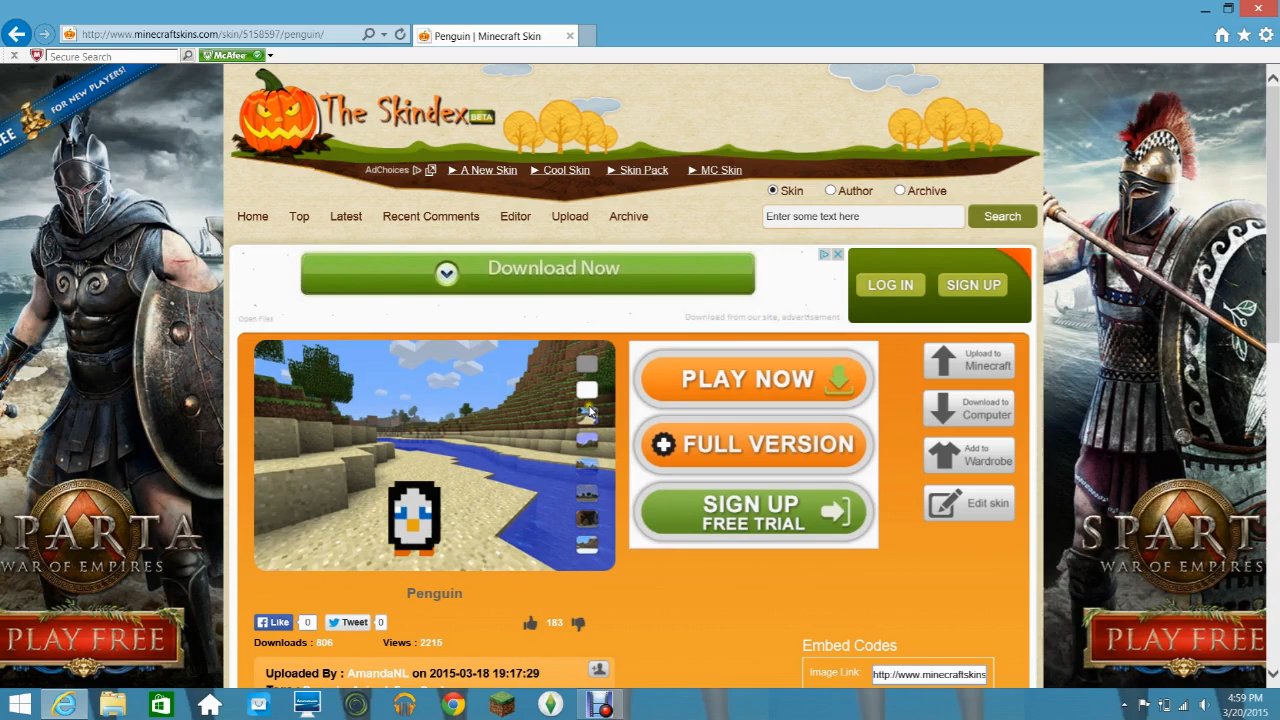 http://www.minecraftskins.com/skin/5158597/penguin/
Penguin | Minecraft Skin
Secure Search
McAfee
FOR NEW PLAYERS!
The Skindex BETA
AdChoices
A New Skin
Cool Skin
Skin Pack
MC Skin
Skin
Author
Archive
Home
Top
Latest
Recent Comments
Editor
Upload
Archive
Enter some text here
Search
Download Now
Open Files
Download from our site, advertisement
LOG IN
SIGN UP
PLAY NOW
FULL VERSION
SIGN UP
FREE TRIAL
Upload to
Minecraft
Download to
Computer
Add to
Wardrobe
Edit skin
Penguin
Like 0
Tweet 0
183
Downloads : 806
Views : 2215
Uploaded By : AmandaNL on 2015-03-18 19:17:29
Embed Codes
Image Link:
http://www.minecraftskins
SPARTA
WAR OF EMPIRES
PLAY FREE
SPARTA
WAR OF EMPIRES
PLAY FREE
4:59 PM
3/20/2015